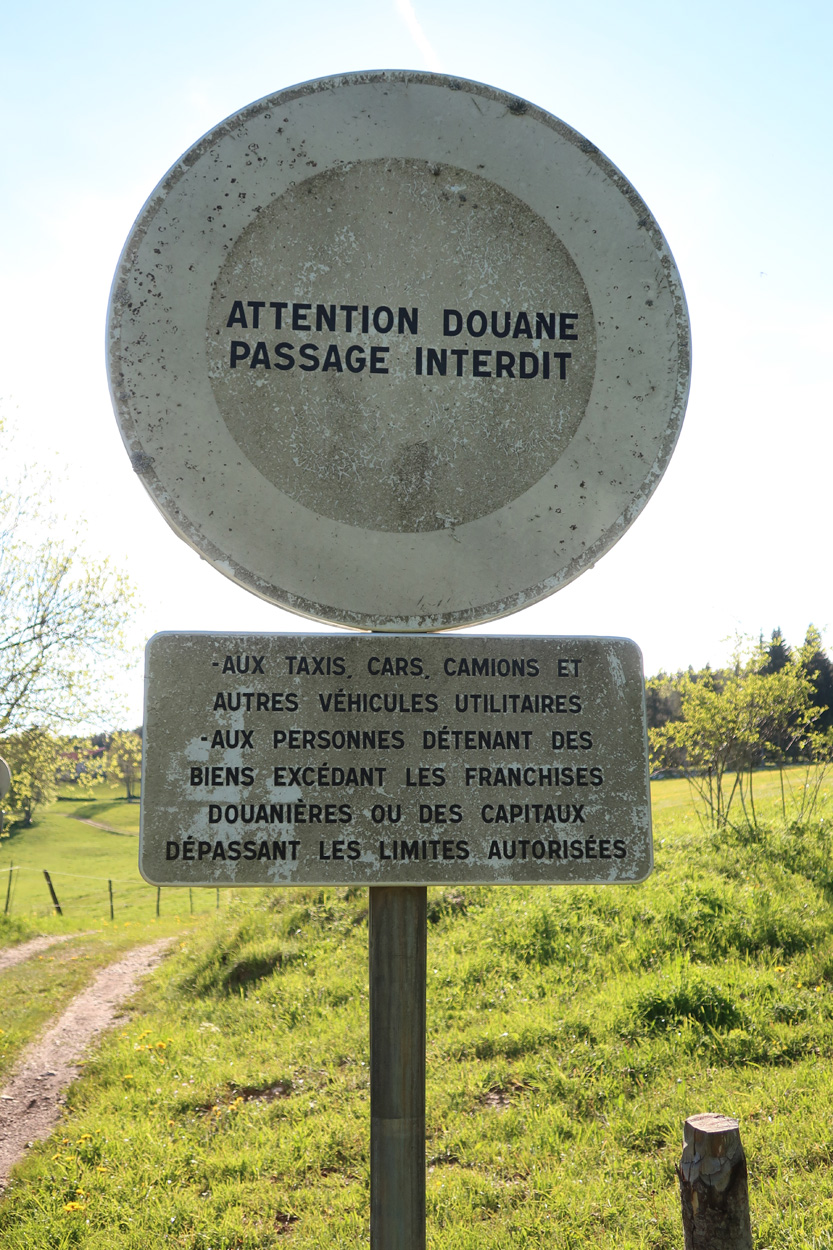 ATTENTION DOUANE
PASSAGE INTERDIT
-AUX TAXIS, CARS, CAMIONS ET
AUTRES VÉHICULES UTILITAIRES
-AUX PERSONNES DÉTENANT DES
BIENS EXCÉDANT LES FRANCHISES
DOUANIÈRES OU DES CAPITAUX
DÉPASSANT LES LIMITES AUTORISÉES